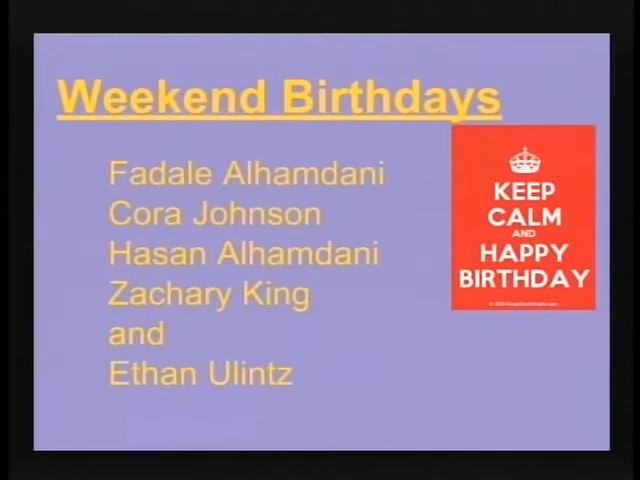 Weekend Birthdays
Fadale Alhamdani
Cora Johnson
Hasan Alhamdani
Zachary King
and
Ethan Ulintz
KEEP
CALM
AND
HAPPY
BIRTHDAY